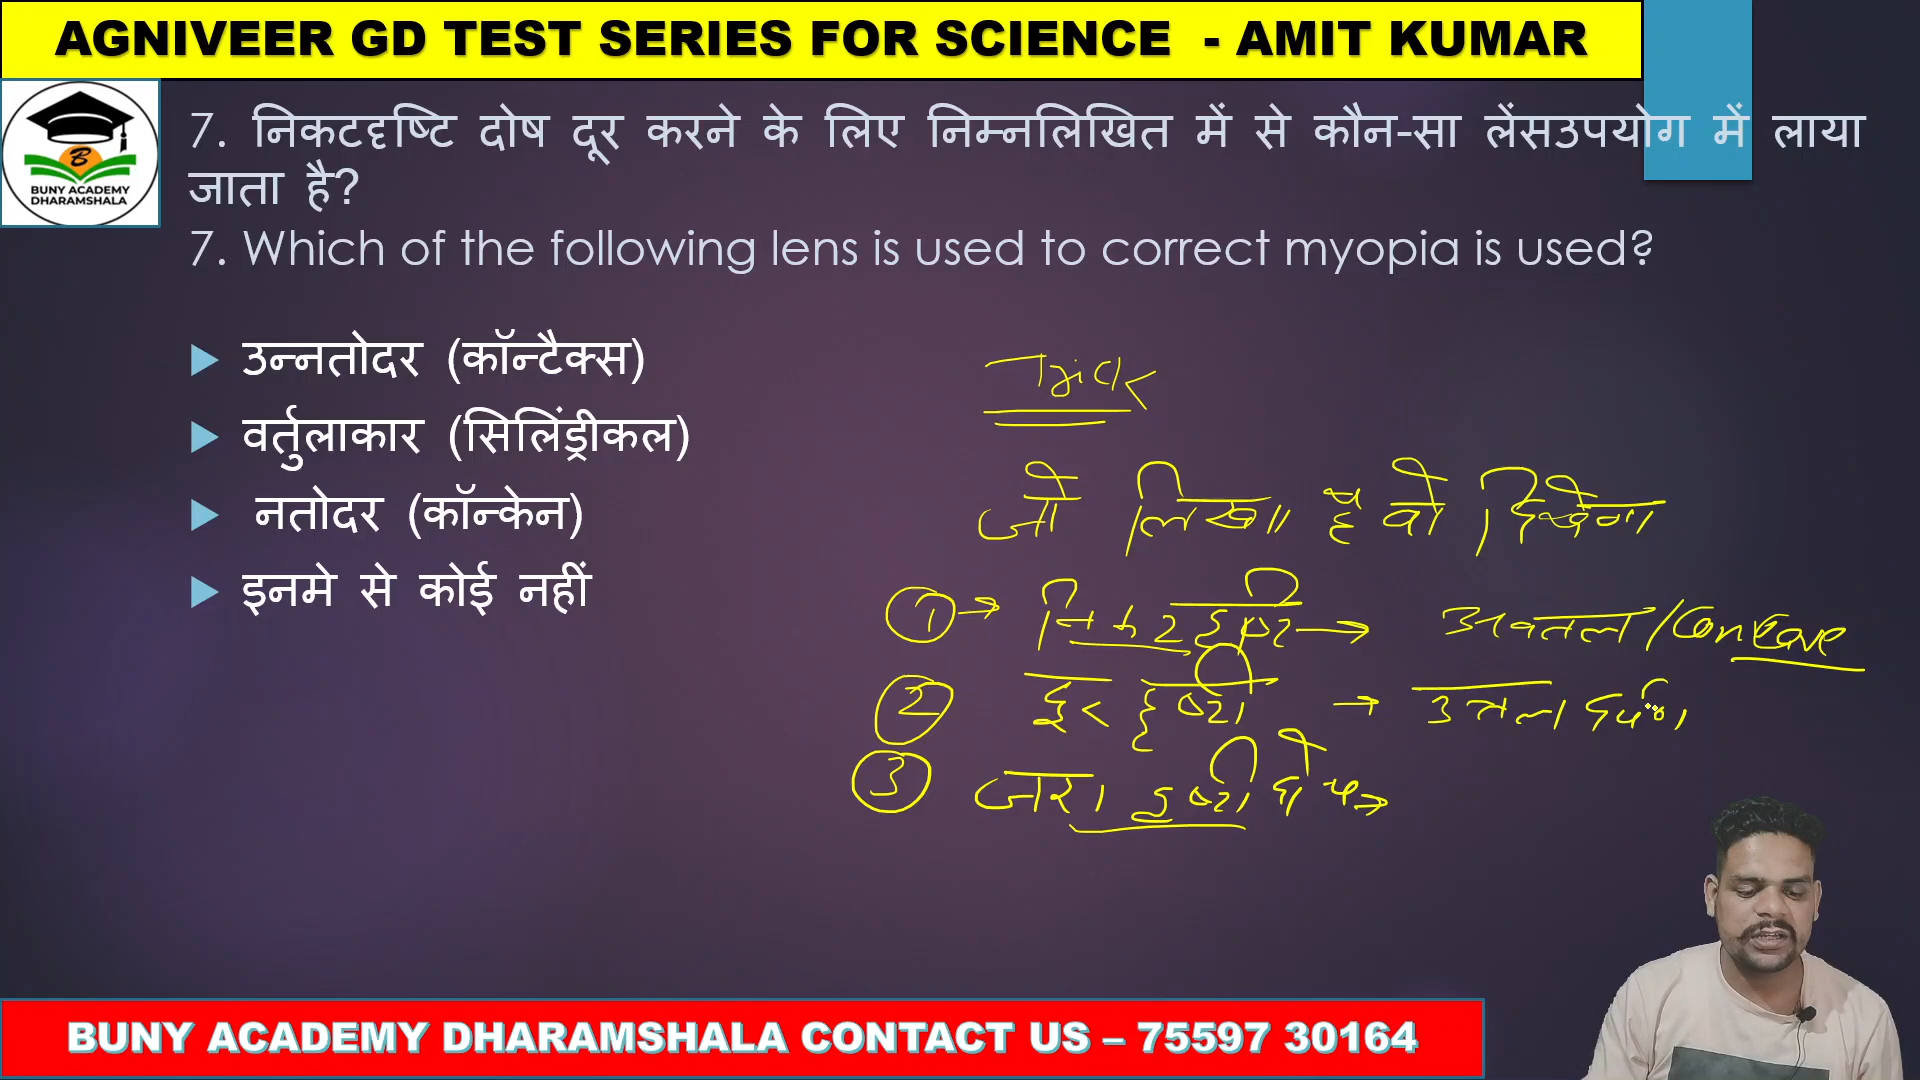 AGNIVEER GD TEST SERIES FOR SCIENCE - AMIT KUMAR
BUNY ACADEMY
DHARAMSHALA
7. निकटदृष्टि दोष दूर करने के लिए निम्नलिखित में से कौन-सा लेंसउपयोग में लाया
जाता है?
7. Which of the following lens is used to correct myopia is used?
उन्नतोदर (कॉन्टैक्स)
वर्तुलाकार (सिलिंड्रीकल)
नतोदर (कॉन्केन)
इनमे से कोई नहीं
Trick
जो लिखा है वो दिखेगा
1 → निकट दृष्टि → अवतल / Concave
2 दुर दृष्टी → उत्तल
3 जरा दृष्टी दोष →
BUNY ACADEMY DHARAMSHALA CONTACT US – 75597 30164